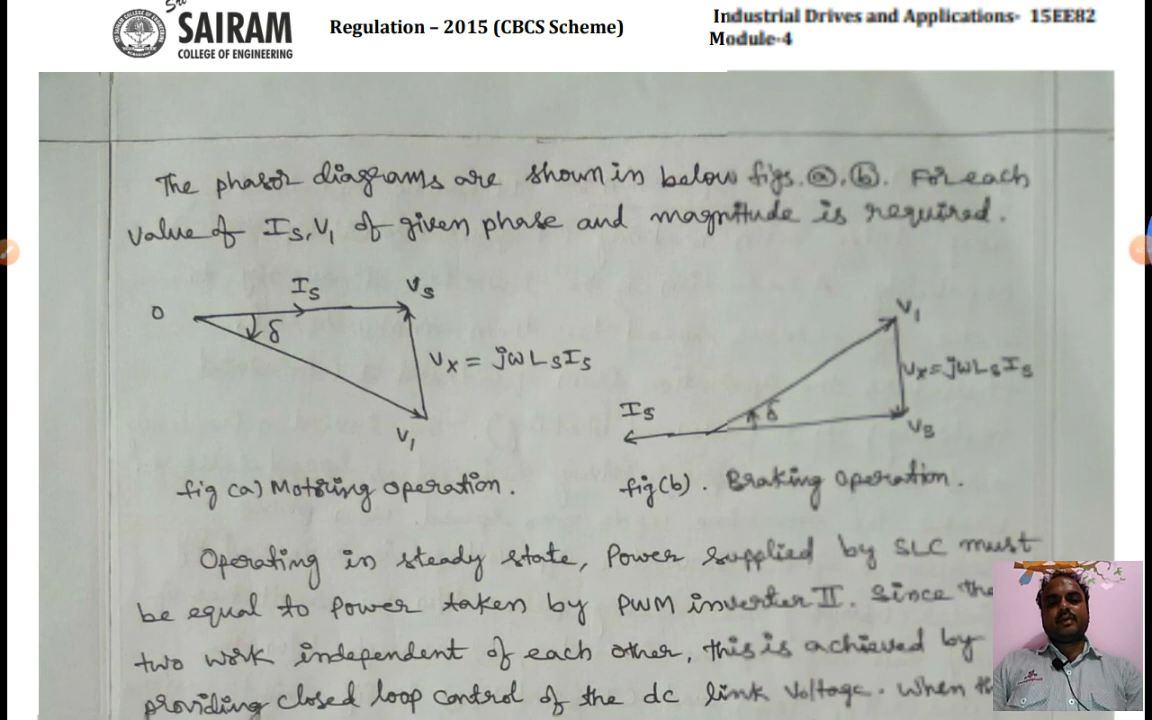 Sri
SAIRAM
COLLEGE OF ENGINEERING
Regulation – 2015 (CBCS Scheme)
Industrial Drives and Applications- 15EE82
Module-4
The phasor diagrams are shown in below figs. ⓐ, ⓑ. For each
value of Is, V₁ of given phase and magnitude is required.
O
Is
Vs
δ
Vx = jωLsIs
V₁
fig (a) Motoring operation.
V₁
Vx = jωLsIs
Is
δ
Vs
fig(b). Braking operation.
Operating in steady state, Power supplied by SLC must
be equal to power taken by PWM inverter II. Since the
two work independent of each other, this is achieved by
providing closed loop control of the dc link voltage. When